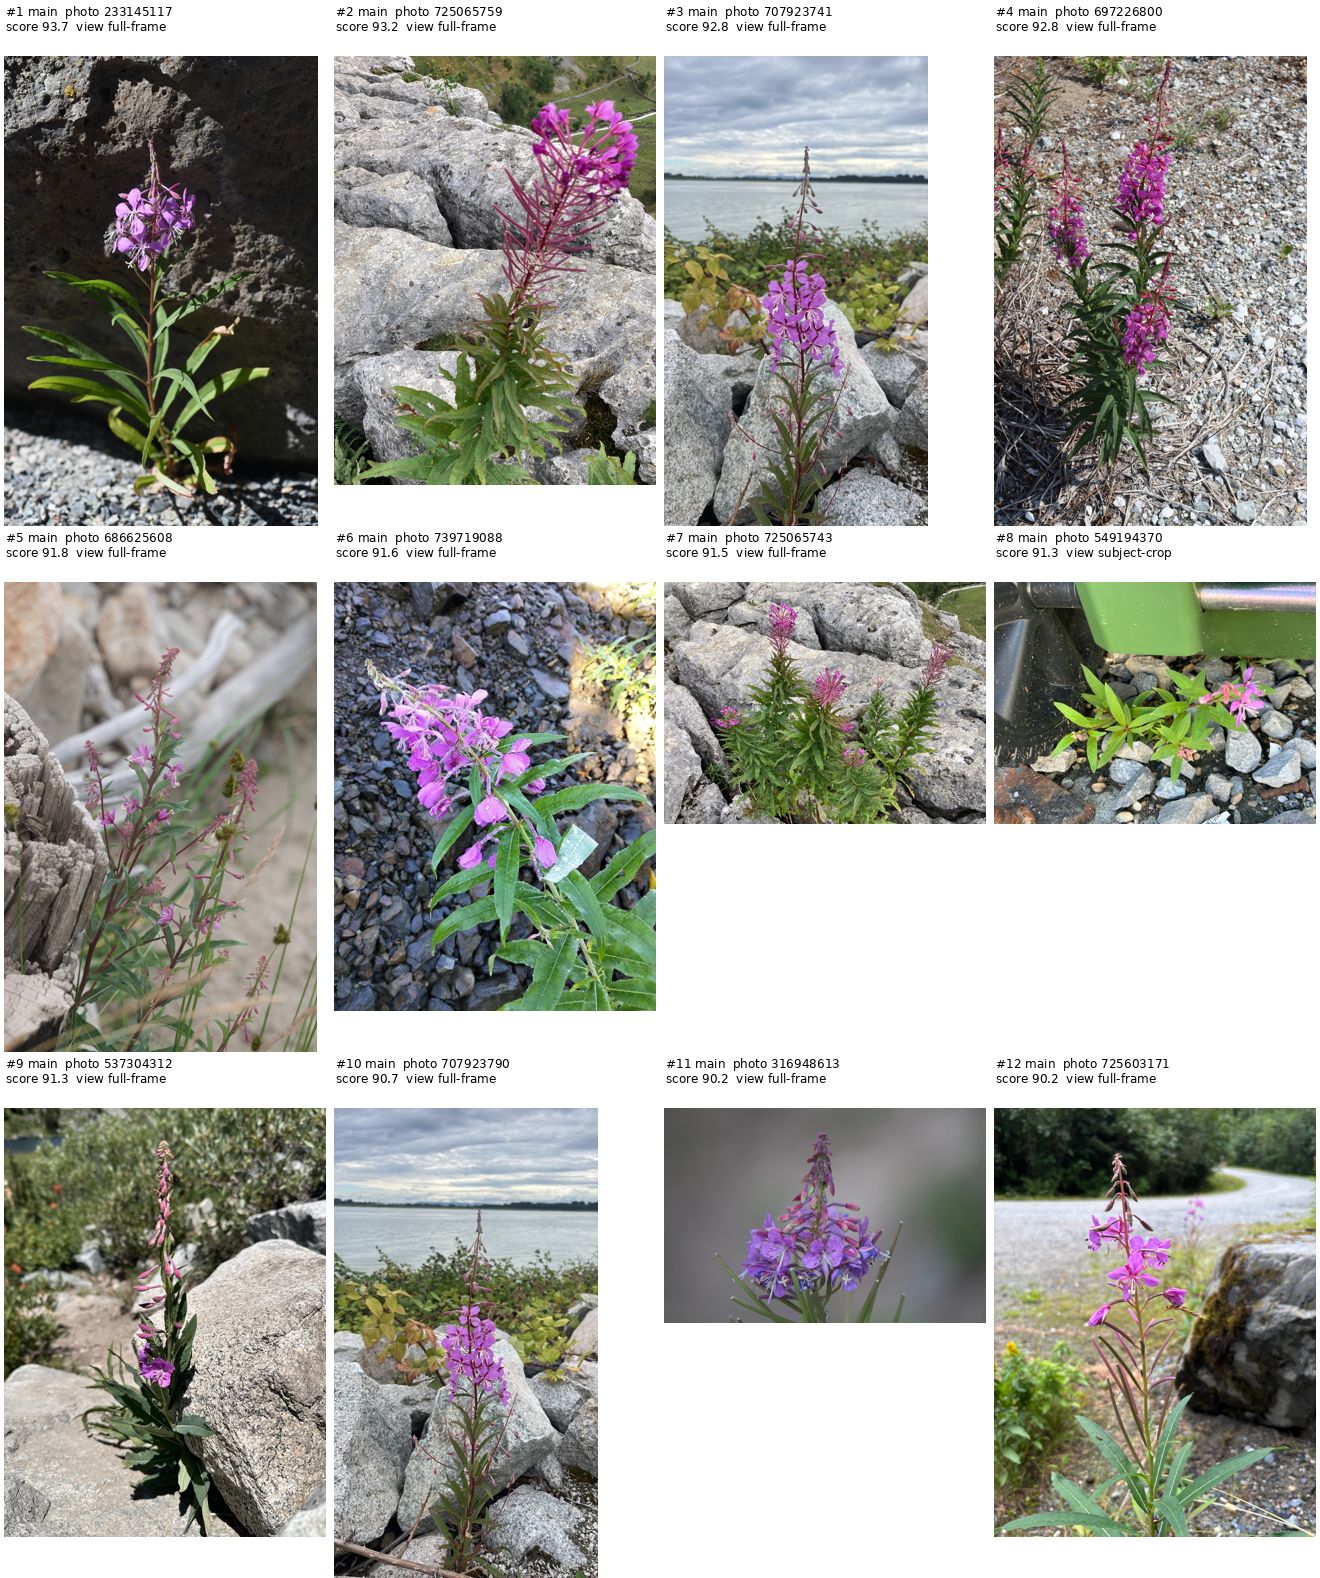 #1 main photo 233145117
score 93.7 view full-frame
#2 main photo 725065759
score 93.2 view full-frame
#3 main photo 707923741
score 92.8 view full-frame
#4 main photo 697226800
score 92.8 view full-frame
#5 main photo 686625608
score 91.8 view full-frame
#6 main photo 739719088
score 91.6 view full-frame
#7 main photo 725065743
score 91.5 view full-frame
#8 main photo 549194370
score 91.3 view subject-crop
#9 main photo 537304312
score 91.3 view full-frame
#10 main photo 707923790
score 90.7 view full-frame
#11 main photo 316948613
score 90.2 view full-frame
#12 main photo 725603171
score 90.2 view full-frame